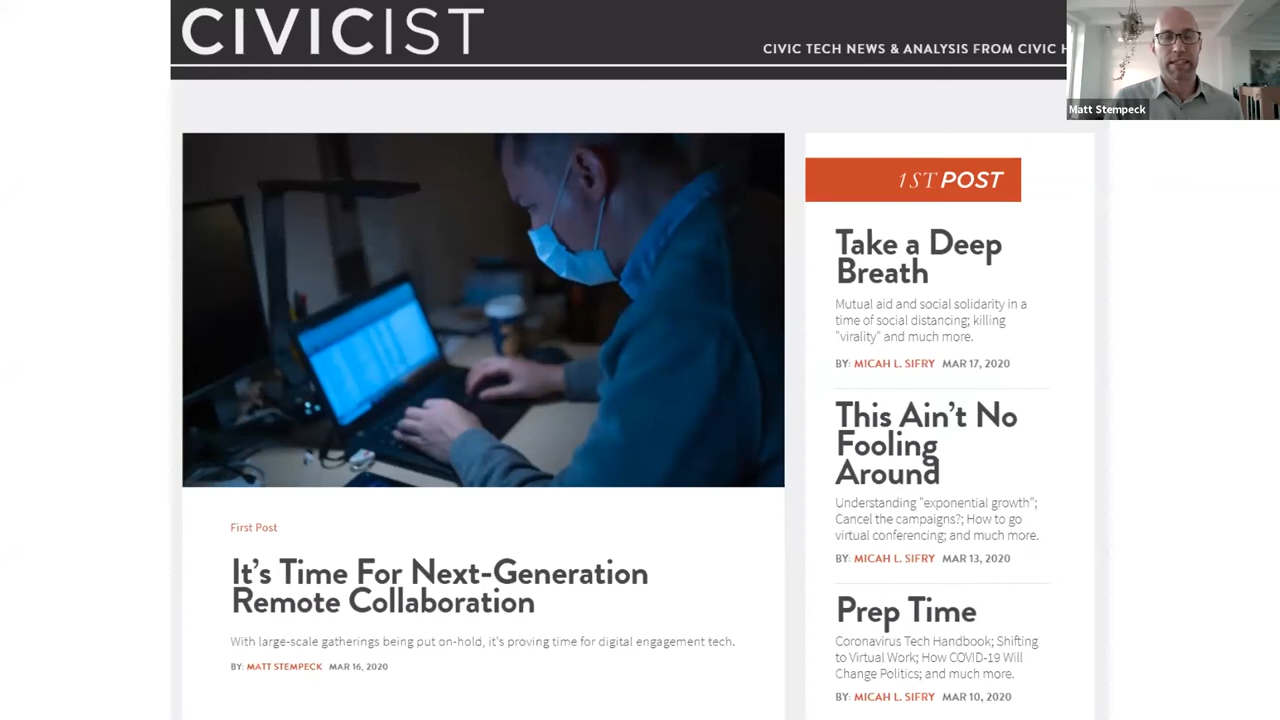 CIVICIST
CIVIC TECH NEWS & ANALYSIS FROM CIVIC
Matt Stempeck
First Post
It's Time For Next-Generation
Remote Collaboration
With large-scale gatherings being put on-hold, it's proving time for digital engagement tech.
BY: MATT STEMPECK MAR 16, 2020
1ST POST
Take a Deep
Breath
Mutual aid and social solidarity in a
time of social distancing; killing
"virality" and much more.
BY: MICAH L. SIFRY MAR 17, 2020
This Ain't No
Fooling
Around
Understanding "exponential growth";
Cancel the campaigns?; How to go
virtual conferencing; and much more.
BY: MICAH L. SIFRY MAR 13, 2020
Prep Time
Coronavirus Tech Handbook; Shifting
to Virtual Work; How COVID-19 Will
Change Politics; and much more.
BY: MICAH L. SIFRY MAR 10, 2020